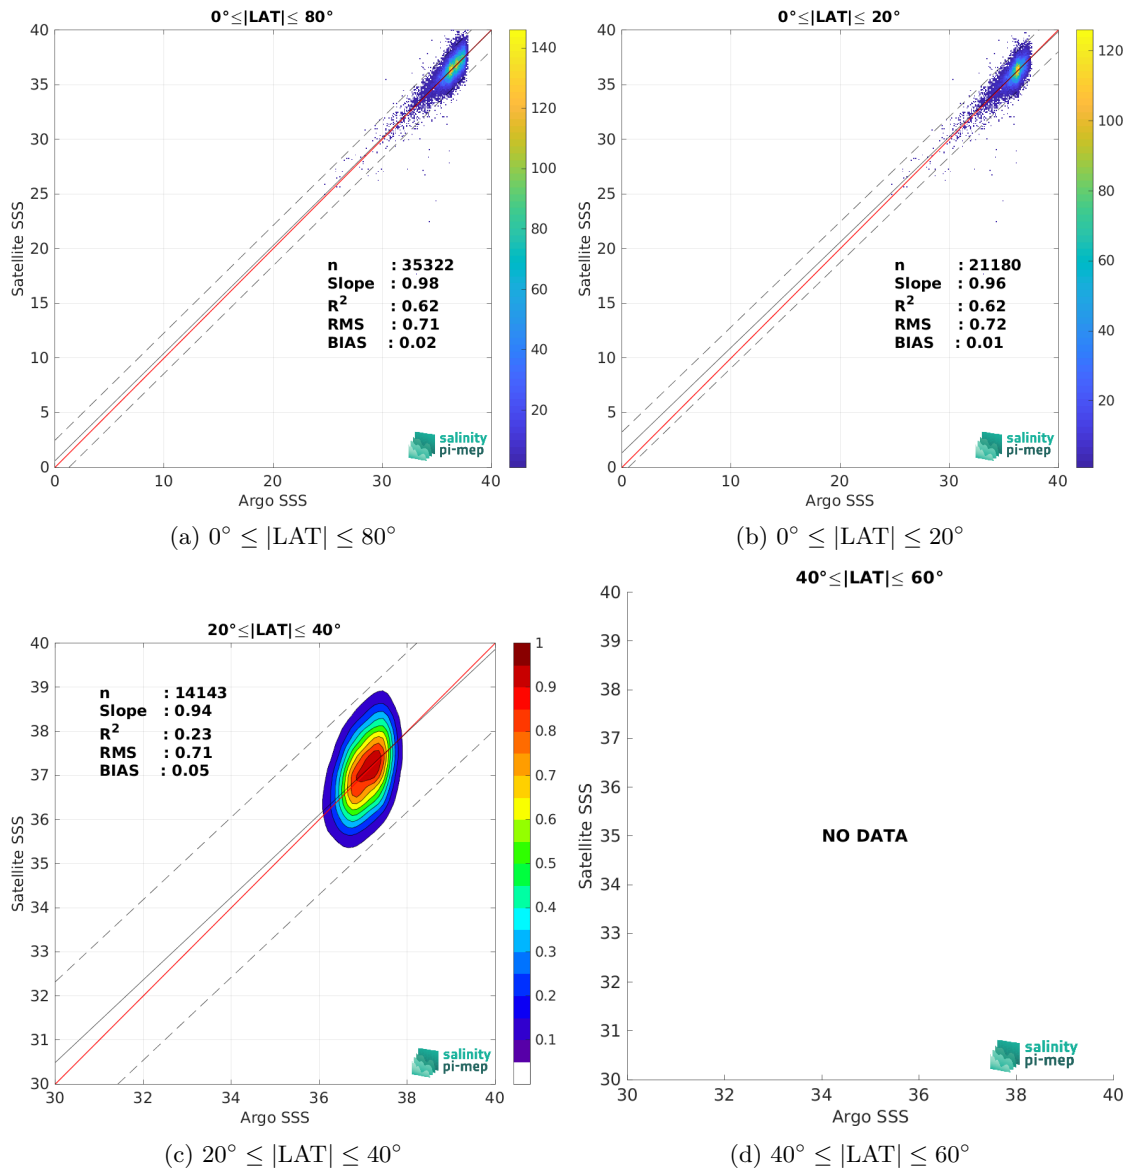 0°≤|LAT|≤ 80°
40
35
30
25
20
15
10
5
0
Satellite SSS
0
10
20
30
40
Argo SSS
140
120
100
80
60
40
20
n : 35322
Slope : 0.98
R² : 0.62
RMS : 0.71
BIAS : 0.02
salinity
pi-mep
(a) 0° ≤ |LAT| ≤ 80°
0°≤|LAT|≤ 20°
40
35
30
25
20
15
10
5
0
Satellite SSS
0
10
20
30
40
Argo SSS
120
100
80
60
40
20
n : 21180
Slope : 0.96
R² : 0.62
RMS : 0.72
BIAS : 0.01
salinity
pi-mep
(b) 0° ≤ |LAT| ≤ 20°
20°≤|LAT|≤ 40°
40
39
38
37
36
35
34
33
32
31
30
Satellite SSS
30
32
34
36
38
40
Argo SSS
1
0.9
0.8
0.7
0.6
0.5
0.4
0.3
0.2
0.1
n : 14143
Slope : 0.94
R² : 0.23
RMS : 0.71
BIAS : 0.05
salinity
pi-mep
(c) 20° ≤ |LAT| ≤ 40°
40°≤|LAT|≤ 60°
40
39
38
37
36
35
34
33
32
31
30
Satellite SSS
NO DATA
30
32
34
36
38
40
Argo SSS
salinity
pi-mep
(d) 40° ≤ |LAT| ≤ 60°